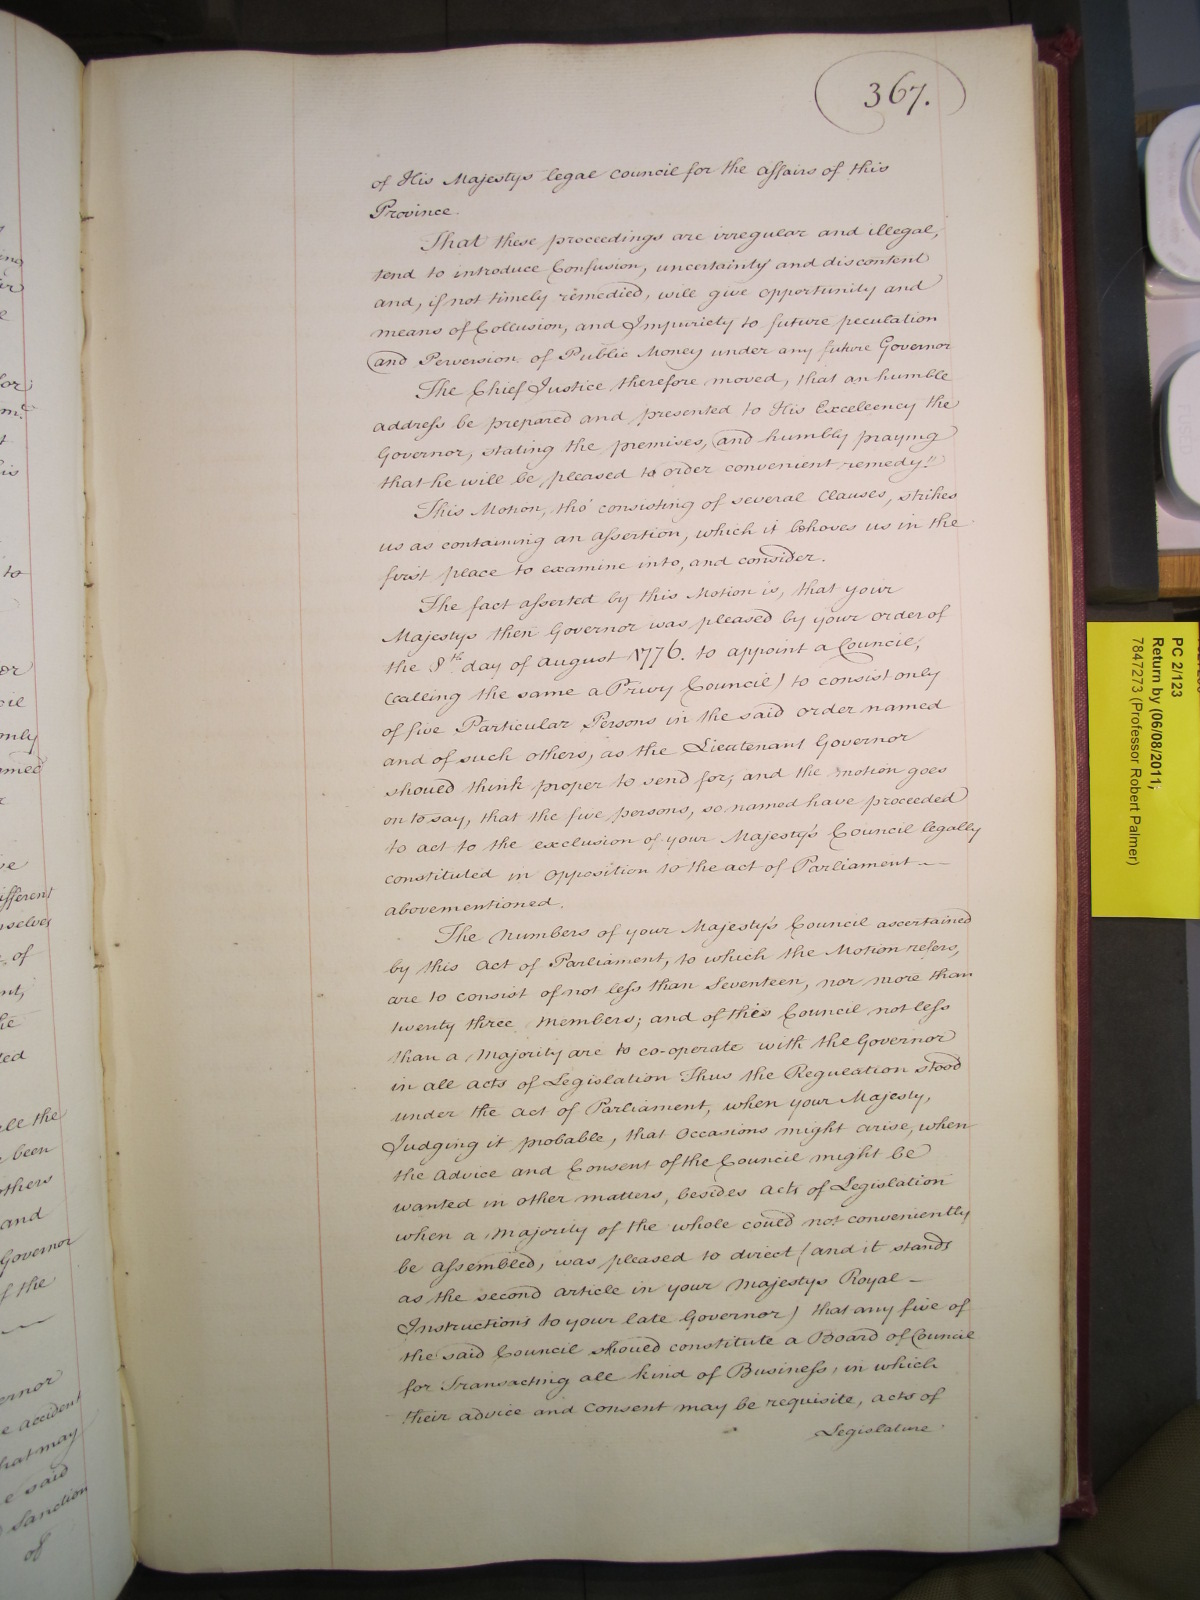 367.
of His Majestys legal council for the affairs of this
Province.
That these proceedings are irregular and illegal,
tend to introduce Confusion, uncertainty and discontent
and, if not timely remedied, will give opportunity and
means of Collusion, and Impuriety to future peculation
and Perversion of Public Money under any future Governor
The Chief Justice therefore moved, that an humble
address be prepared and presented to His Excellency the
Governor, stating the premises, and humbly praying
that he will be pleased to order convenient remedy."
This Motion, tho' consisting of several Clauses, strikes
us as containing an assertion, which it behoves us in the
first place to examine into, and consider.
The fact asserted by this Motion is, that your
Majestys then Governor was pleased by your order of
the 8th day of August 1776. to appoint a Council,
(calling the same a Privy Council) to consist only
of five Particular Persons in the said order named
and of such others, as the Lieutenant Governor
should think proper to send for; and the motion goes
on to say, that the five persons, so named have proceeded
to act to the exclusion of your Majesty's Council legally
constituted in opposition to the act of Parliament —
abovementioned.
The Numbers of your Majesty's Council ascertained
by this Act of Parliament, to which the Motion refers,
are to consist of not less than Seventeen, nor more than
twenty three Members; and of this Council not less
than a Majority are to co-operate with the Governor
in all acts of Legislation Thus the Regulation stood
under the Act of Parliament, when your Majesty,
Judging it probable, that Occasions might arise, when
the Advice and Consent of the Council might be
wanted in other matters, besides acts of Legislation
when a Majority of the whole could not conveniently
be assembled, was pleased to direct (and it stands
as the second article in your Majestys Royal —
Instructions to your late Governor) that any five of
the said Council should constitute a Board of Council
for Transacting all kind of Business, in which
their advice and Consent may be requisite, acts of
Legislature
PC 2/123
Return by (06/08/2011;
7847273 (Professor Robert Palmer)
or
only
different
of
been
others
and
Governor
of the
accident
that may
said
Sanction
of